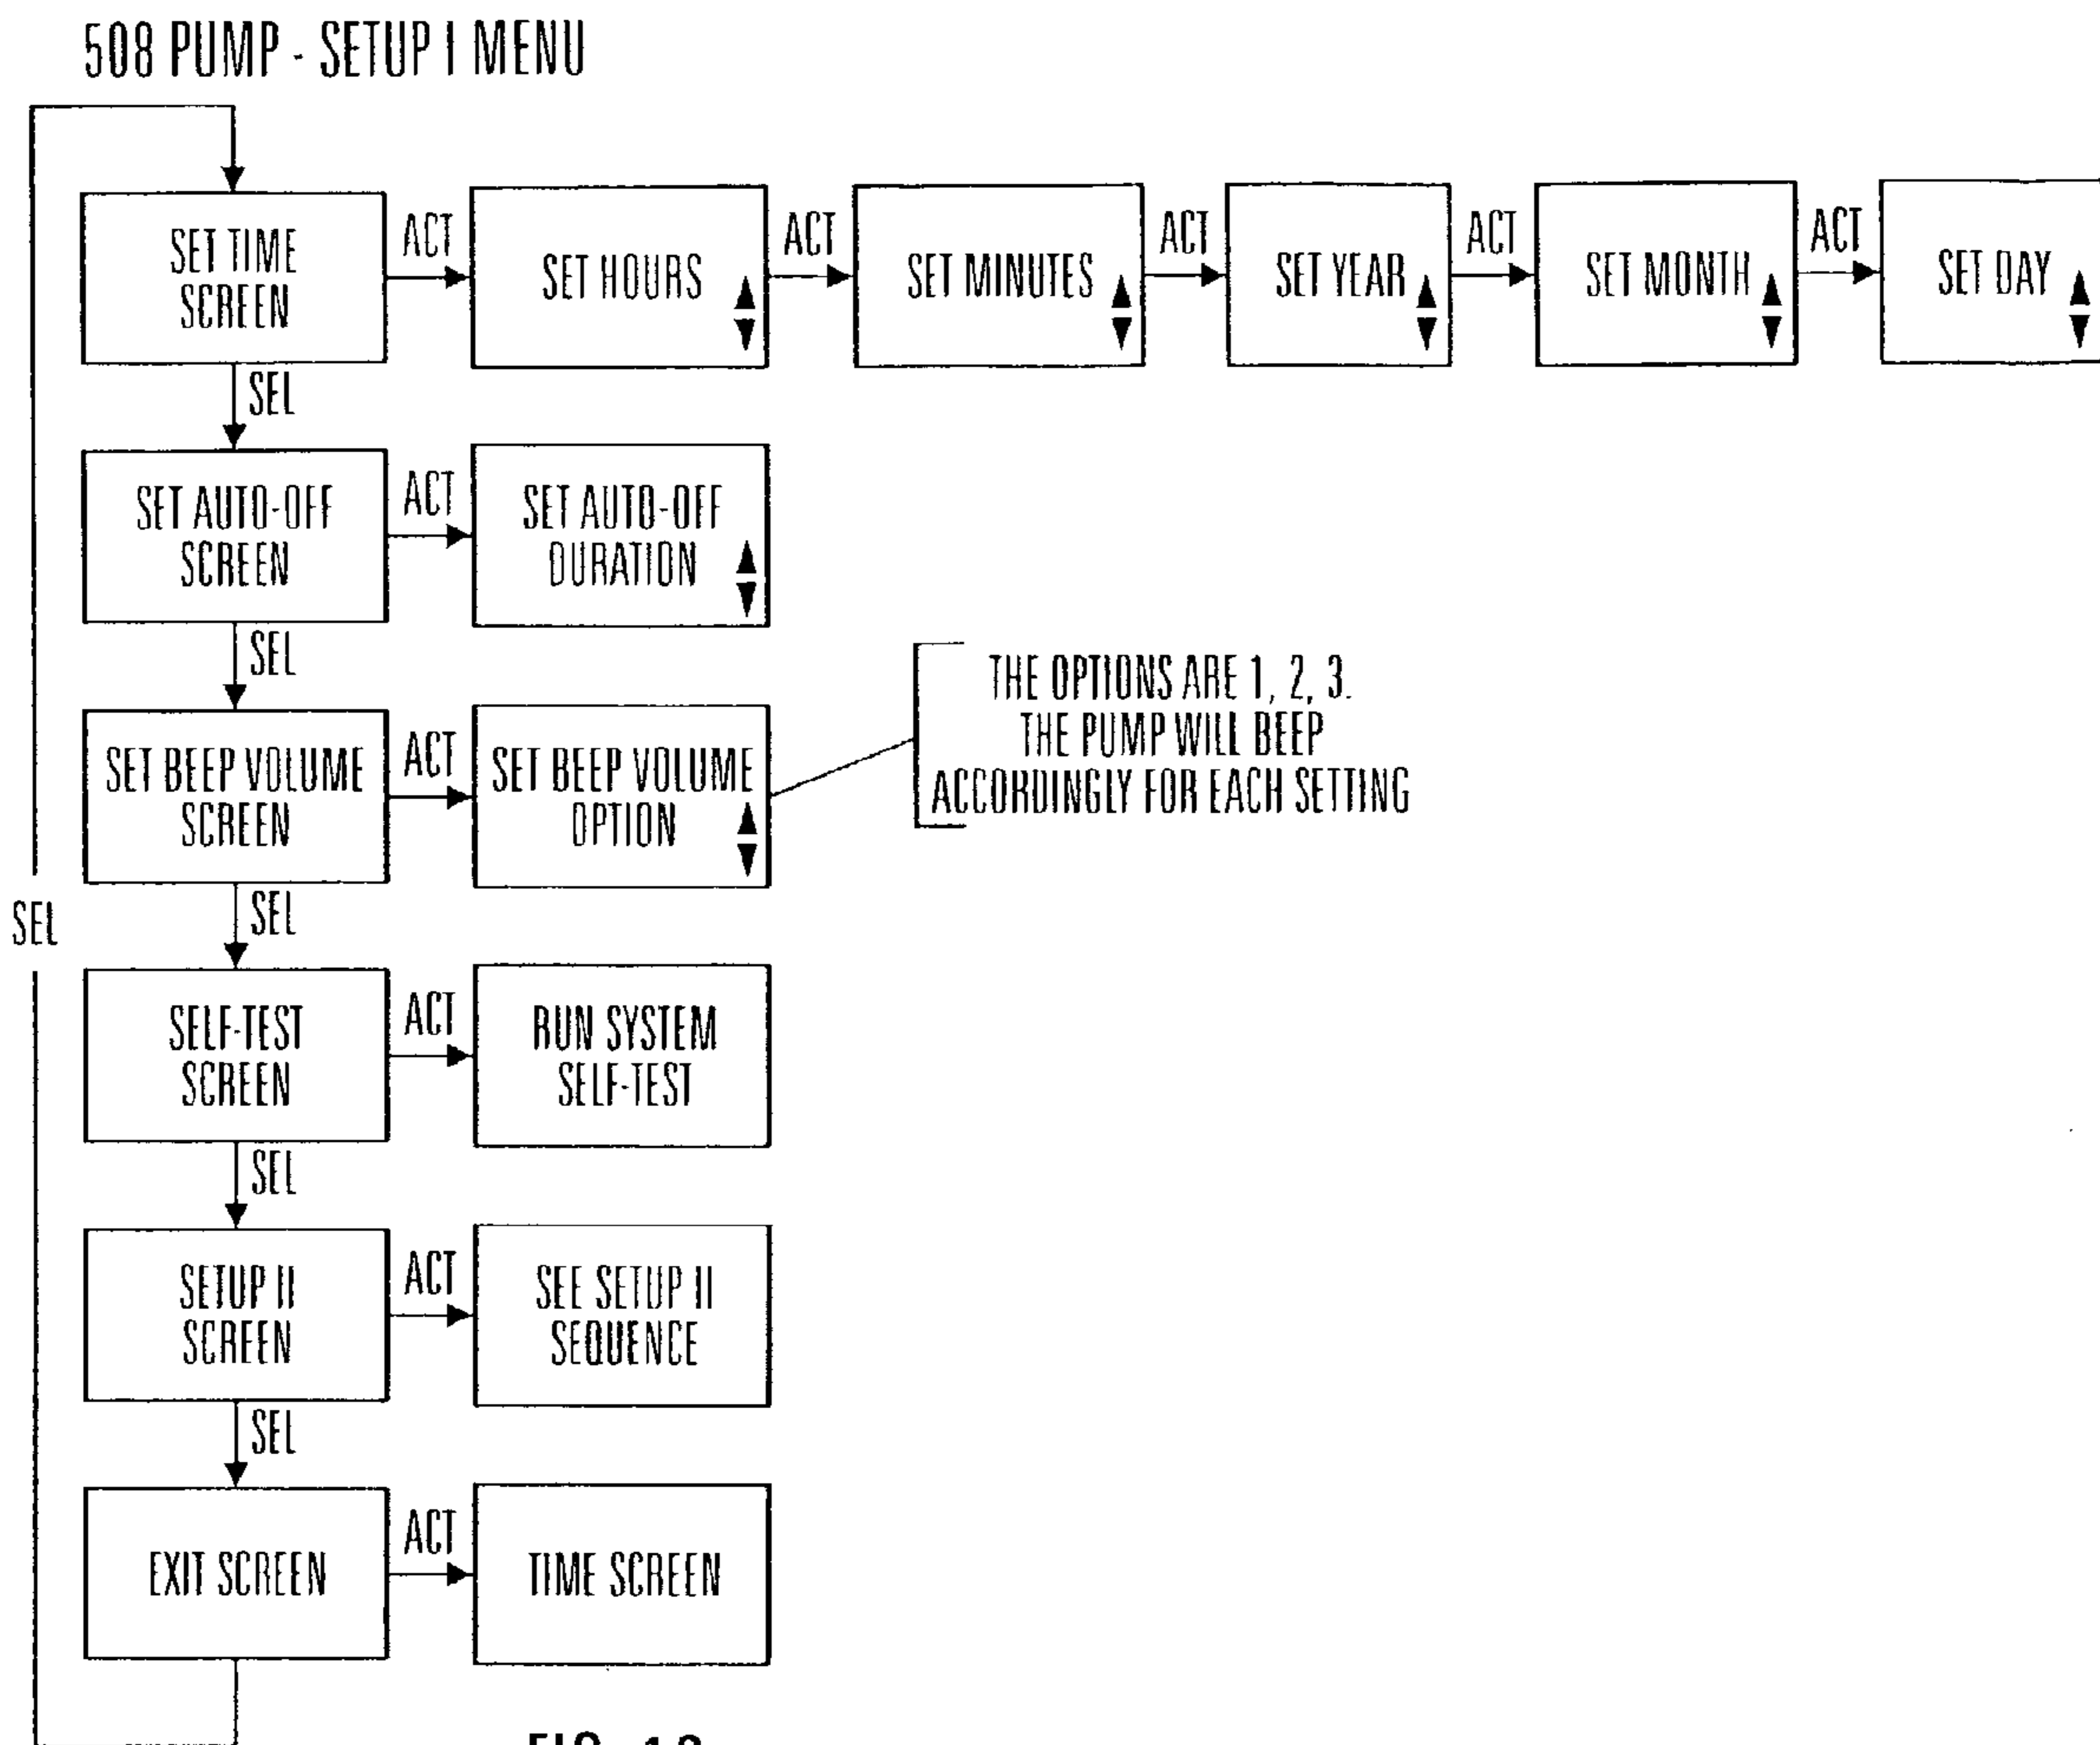 508 PUMP - SETUP I MENU
SET TIME
SCREEN
ACT
SET HOURS
ACT
SET MINUTES
ACT
SET YEAR
ACT
SET MONTH
ACT
SET DAY
SEL
SET AUTO-OFF
SCREEN
ACT
SET AUTO-OFF
DURATION
SEL
SET BEEP VOLUME
SCREEN
ACT
SET BEEP VOLUME
OPTION
THE OPTIONS ARE 1, 2, 3.
THE PUMP WILL BEEP
ACCORDINGLY FOR EACH SETTING
SEL
SEL
SELF-TEST
SCREEN
ACT
RUN SYSTEM
SELF-TEST
SEL
SETUP II
SCREEN
ACT
SEE SETUP II
SEQUENCE
SEL
EXIT SCREEN
ACT
TIME SCREEN